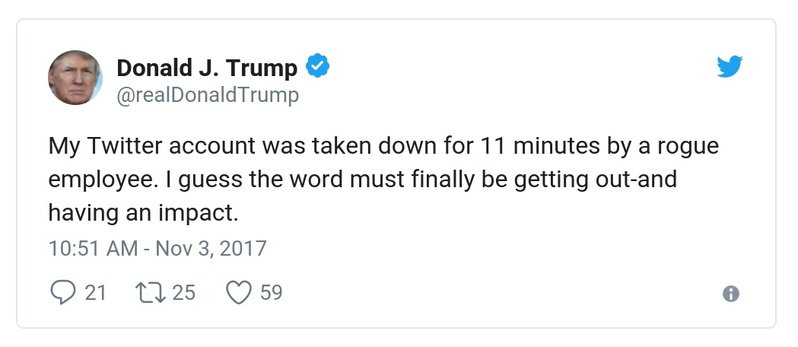 Donald J. Trump
@realDonaldTrump
My Twitter account was taken down for 11 minutes by a rogue
employee. I guess the word must finally be getting out-and
having an impact.
10:51 AM - Nov 3, 2017
21 25 59